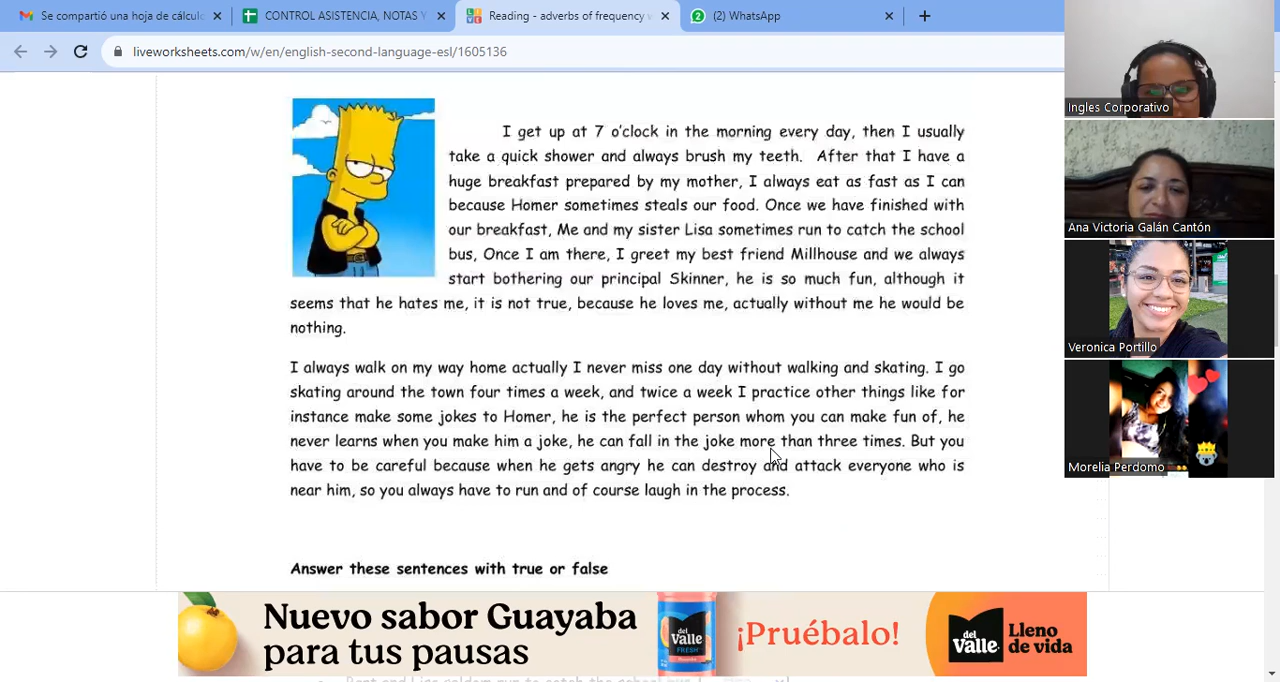 Se compartió una hoja de cálculo
CONTROL ASISTENCIA, NOTAS Y
Reading - adverbs of frequency w
(2) WhatsApp
liveworksheets.com/w/en/english-second-language-esl/1605136
I get up at 7 o'clock in the morning every day, then I usually
take a quick shower and always brush my teeth. After that I have a
huge breakfast prepared by my mother, I always eat as fast as I can
because Homer sometimes steals our food. Once we have finished with
our breakfast, Me and my sister Lisa sometimes run to catch the school
bus, Once I am there, I greet my best friend Millhouse and we always
start bothering our principal Skinner, he is so much fun, although it
seems that he hates me, it is not true, because he loves me, actually without me he would be
nothing.
I always walk on my way home actually I never miss one day without walking and skating. I go
skating around the town four times a week, and twice a week I practice other things like for
instance make some jokes to Homer, he is the perfect person whom you can make fun of, he
never learns when you make him a joke, he can fall in the joke more than three times. But you
have to be careful because when he gets angry he can destroy and attack everyone who is
near him, so you always have to run and of course laugh in the process.
Answer these sentences with true or false
Nuevo sabor Guayaba
para tus pausas
del
Valle
FRESH
¡Pruébalo!
del
Valle
Lleno
de vida
Ingles Corporativo
Ana Victoria Galán Cantón
Veronica Portillo
Morelia Perdomo